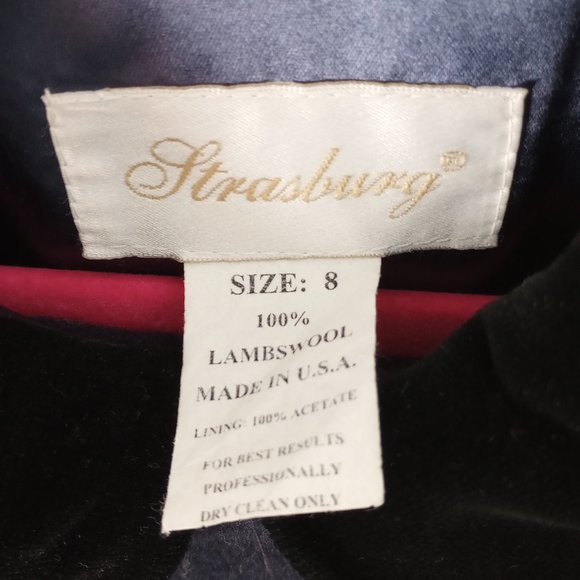 Strasburg®
SIZE: 8
100%
LAMBSWOOL
MADE IN U.S.A.
LINING: 100% ACETATE
FOR BEST RESULTS
PROFESSIONALLY
DRY CLEAN ONLY